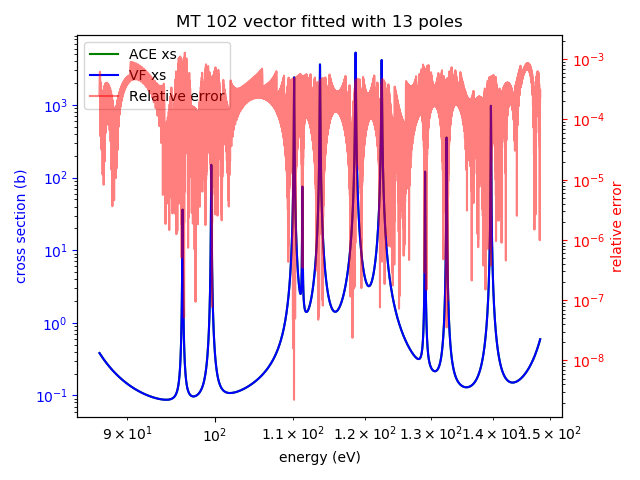 MT 102 vector fitted with 13 poles
ACE xs
VF xs
Relative error
cross section (b)
10³
10²
10¹
10⁰
10⁻¹
relative error
10⁻³
10⁻⁴
10⁻⁵
10⁻⁶
10⁻⁷
10⁻⁸
9×10¹ 10² 1.1×10² 1.2×10² 1.3×10² 1.4×10² 1.5×10²
energy (eV)